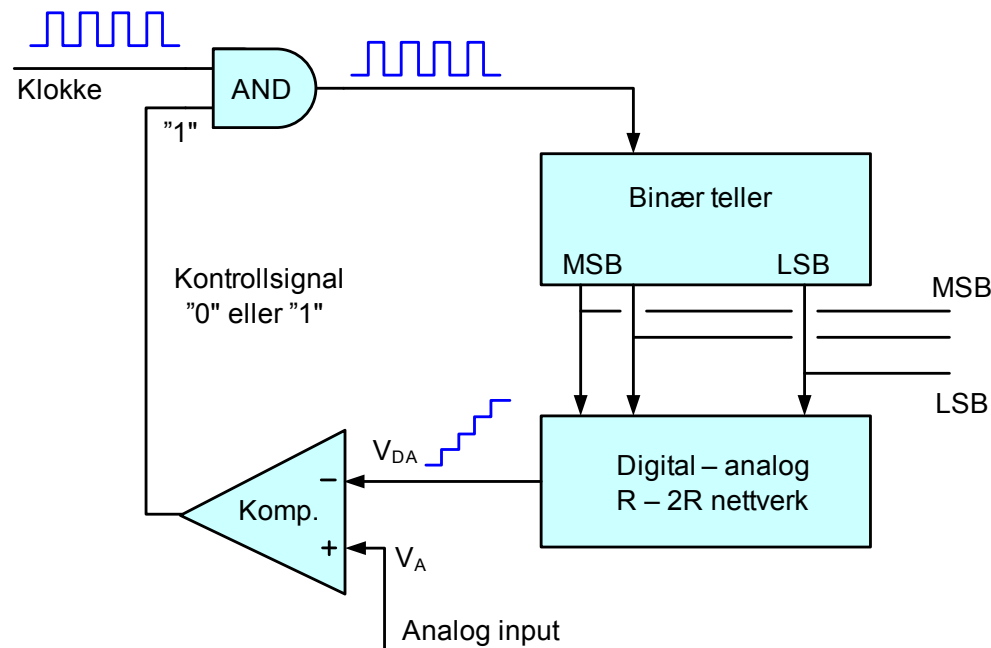 Klokke
AND
”1"
Binær teller
MSB
LSB
Kontrollsignal
”0" eller ”1"
MSB
LSB
VDA
Digital – analog
R – 2R nettverk
–
Komp.
+
VA
Analog input